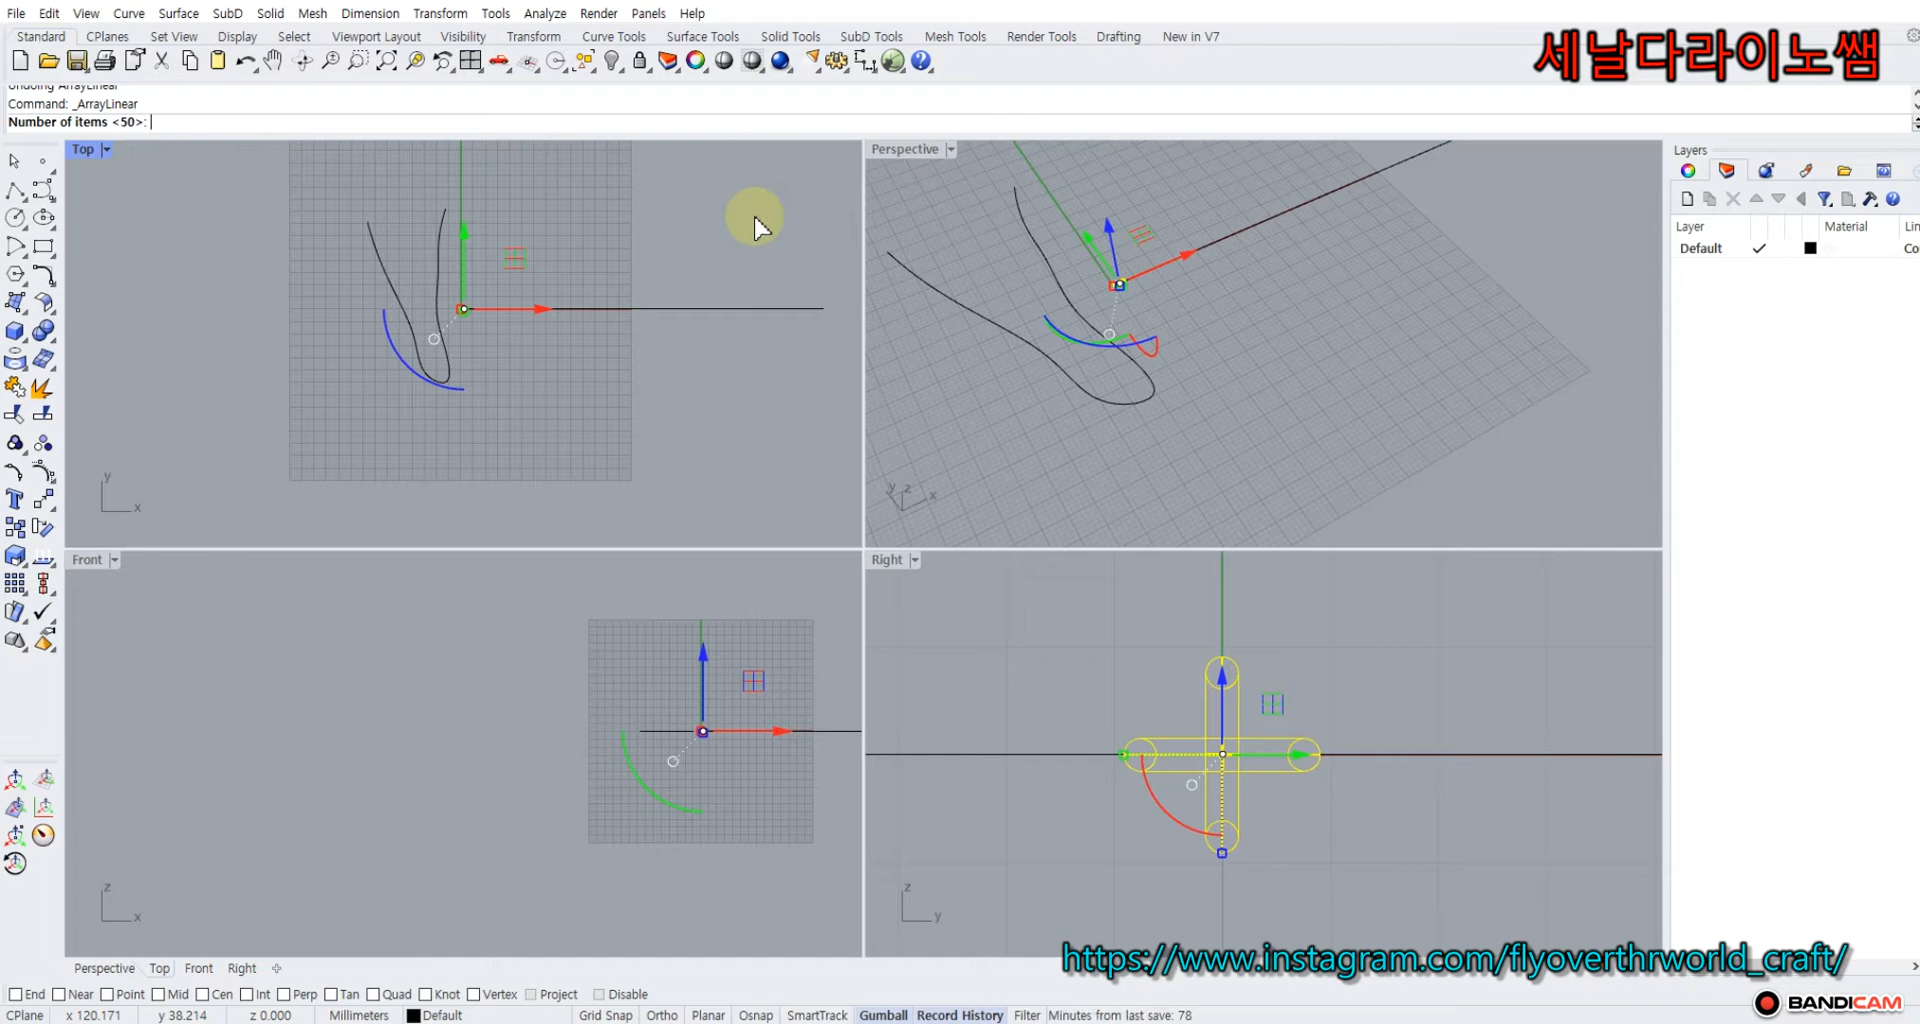 File Edit View Curve Surface SubD Solid Mesh Dimension Transform Tools Analyze Render Panels Help
Standard CPlanes Set View Display Select Viewport Layout Visibility Transform Curve Tools Surface Tools Solid Tools SubD Tools Mesh Tools Render Tools Drafting New in V7
세날다라이노쌤
Undoing ArrayLinear
Command: _ArrayLinear
Number of items <50>:
Top
Perspective
Layers
Layer Material Lin
Default Co
y
x
y z x
Front
Right
z
x
z
y
https://www.instagram.com/flyoverthrworld_craft/
Perspective Top Front Right
End Near Point Mid Cen Int Perp Tan Quad Knot Vertex Project Disable
BANDICAM
CPlane x 120.171 y 38.214 z 0.000 Millimeters Default Grid Snap Ortho Planar Osnap SmartTrack Gumball Record History Filter Minutes from last save: 78